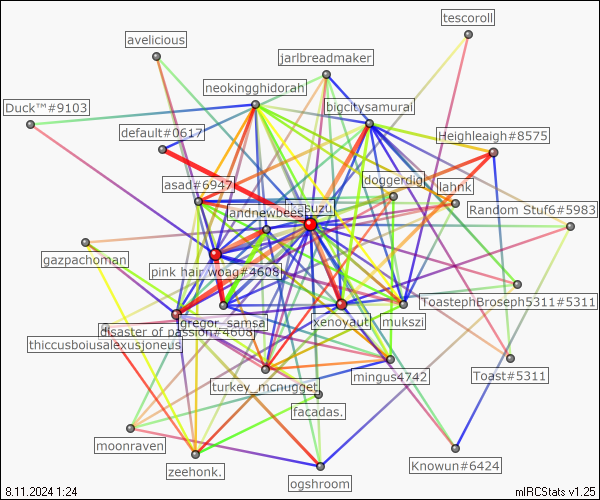 tescoroll
avelicious
jarlbreadmaker
neokingghidorah
Duck™#9103
bigcitysamurai
default#0617
Heighleaigh#8575
asad#6947
doggerdig
lahnk
andnewbees
Random Stuf6#5983
gazpachoman
pink hair woag#4608
ToastephBroseph5311#5311
gregor_samsa
xenoyaut
mukszi
disaster of passion#4608
thiccusboiusalexusjoneius
turkey_mcnugget
mingus4742
Toast#5311
facadas.
moonraven
zeehonk.
ogshroom
Knowun#6424
8.11.2024 1:24
mIRCStats v1.25